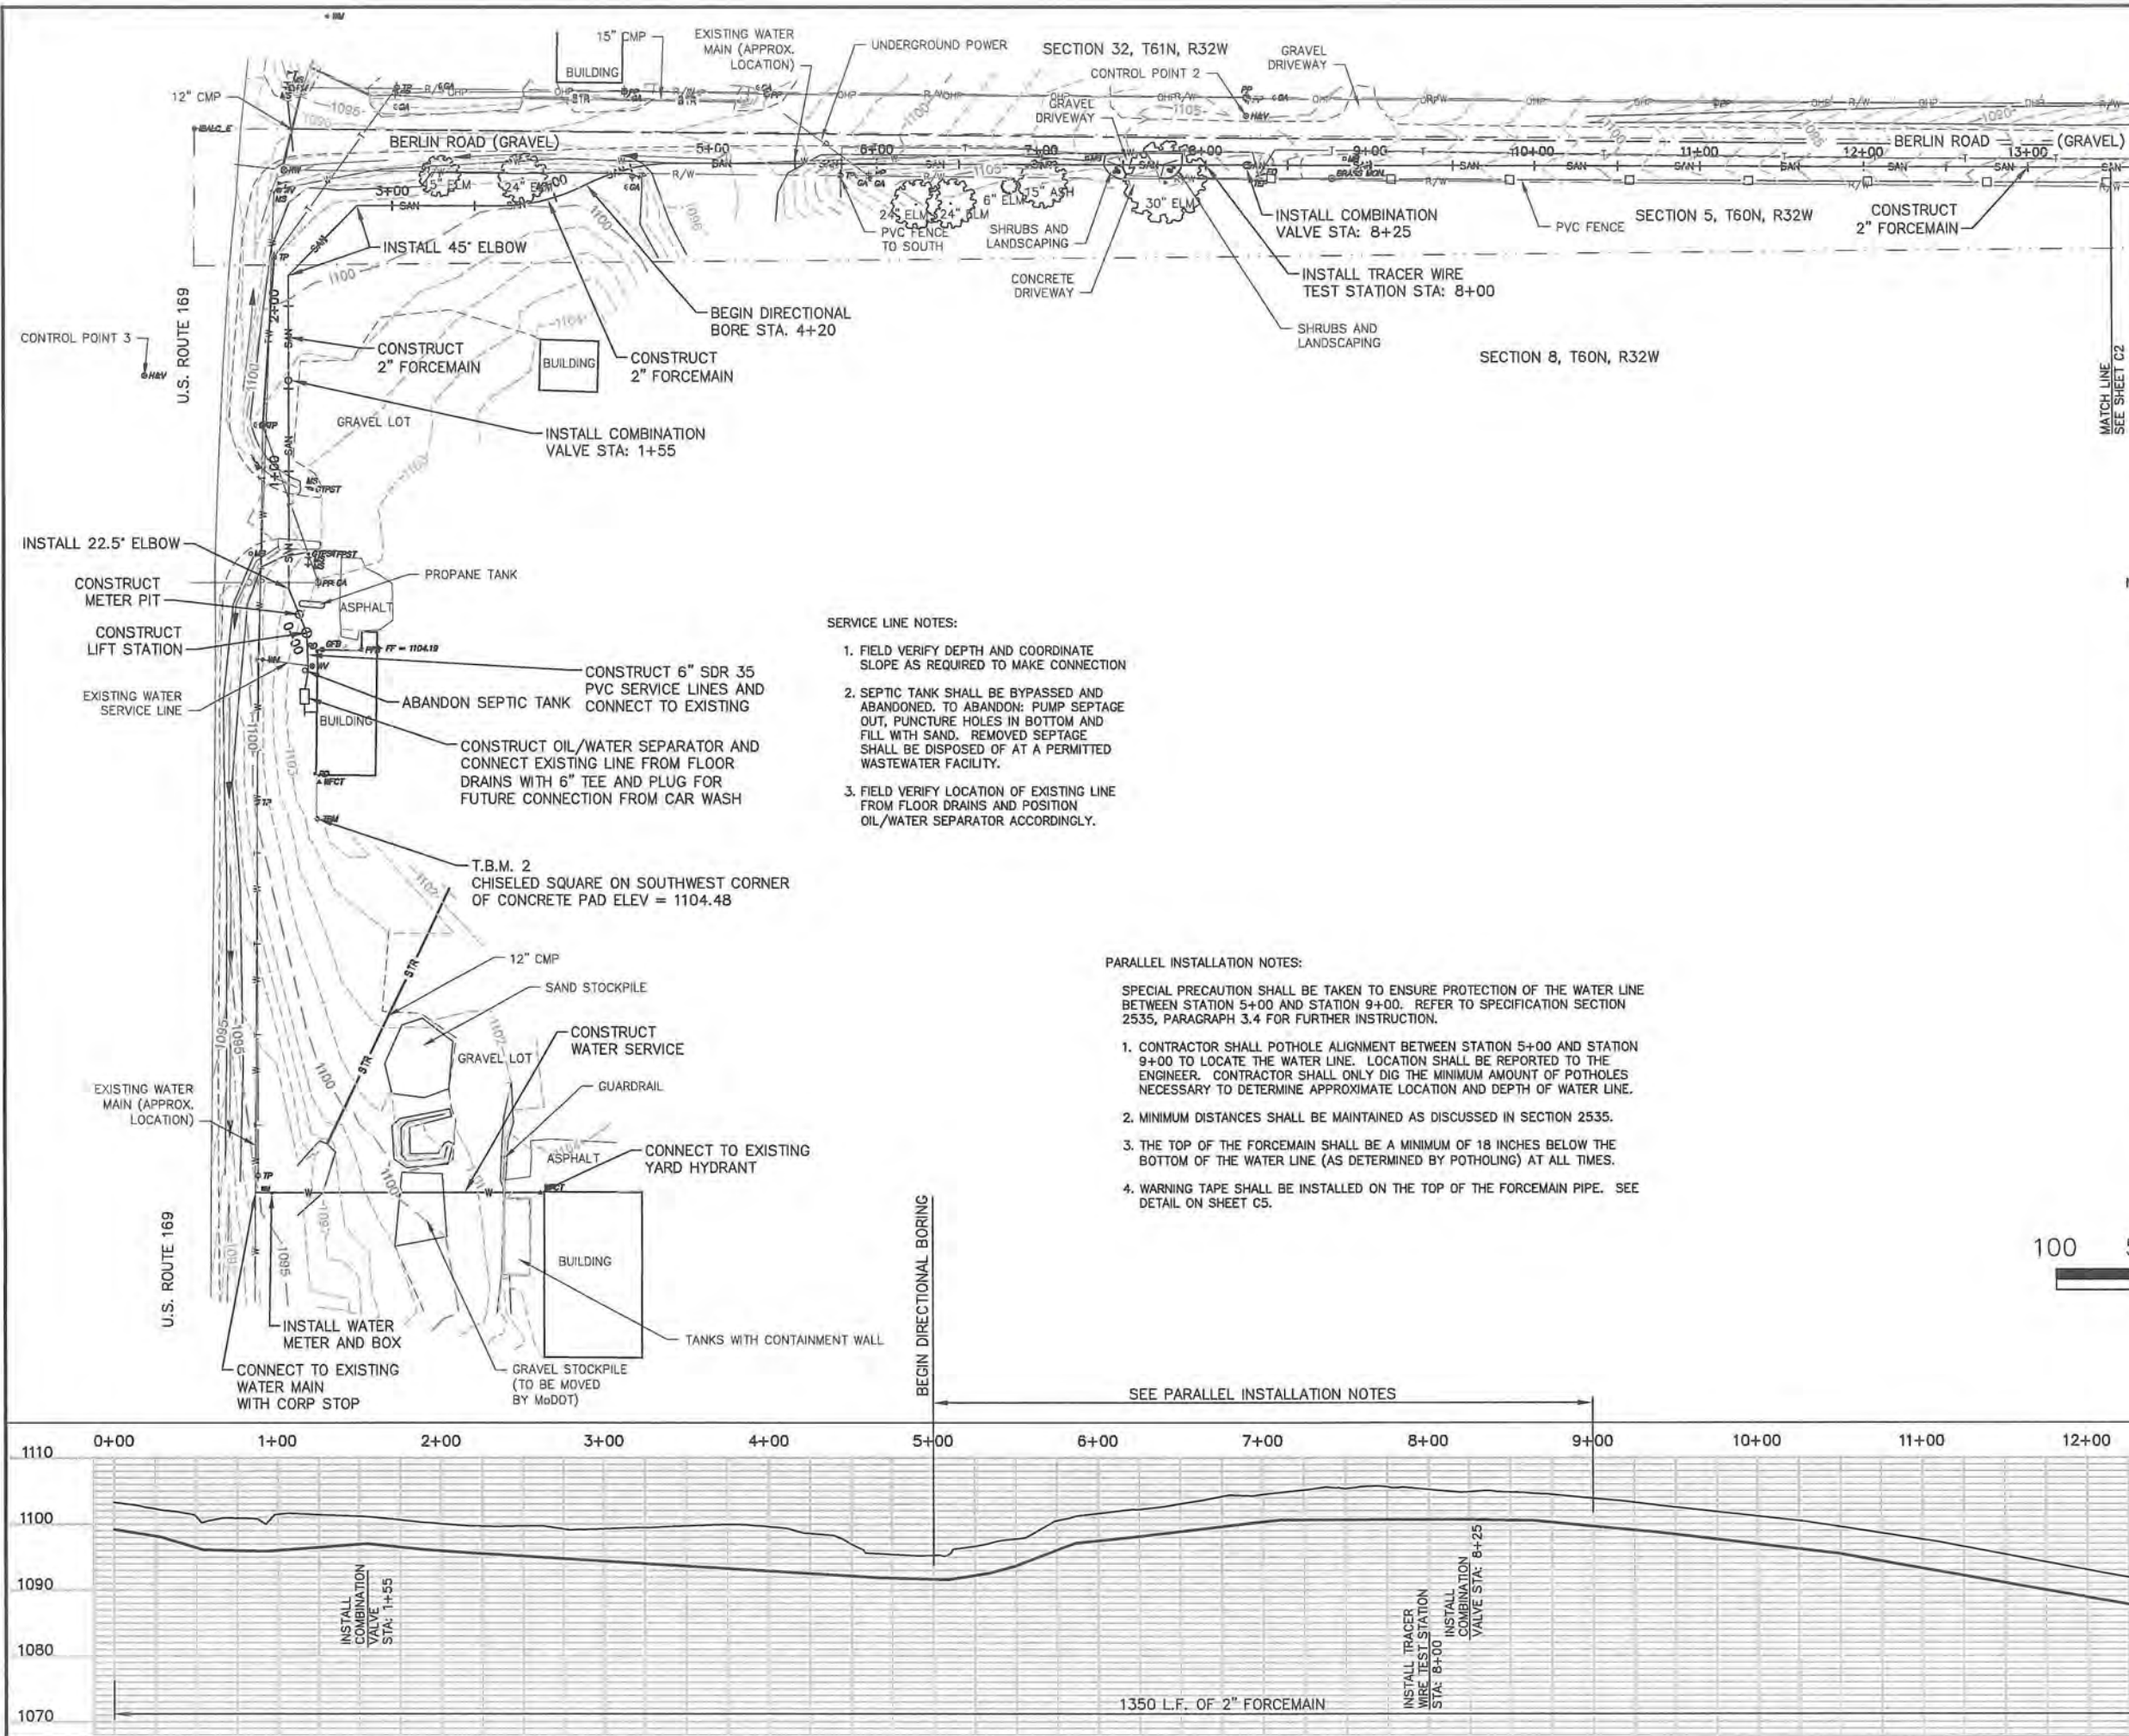 15" CMP
EXISTING WATER
MAIN (APPROX.
LOCATION)
UNDERGROUND POWER
SECTION 32, T61N, R32W
GRAVEL
DRIVEWAY
CONTROL POINT 2
BUILDING
12" CMP
GRAVEL
DRIVEWAY
BERLIN ROAD (GRAVEL)
BERLIN ROAD (GRAVEL)
3+00
5+00
6+00
7+00
8+00
9+00
10+00
11+00
12+00
13+00
24" ELM
24" ELM
6" ELM
15" ASH
30" ELM
PVC FENCE
TO SOUTH
SHRUBS AND
LANDSCAPING
CONCRETE
DRIVEWAY
INSTALL COMBINATION
VALVE STA: 8+25
PVC FENCE
SECTION 5, T60N, R32W
CONSTRUCT
2" FORCEMAIN
INSTALL TRACER WIRE
TEST STATION STA: 8+00
SHRUBS AND
LANDSCAPING
SECTION 8, T60N, R32W
MATCH LINE
SEE SHEET C2
INSTALL 45° ELBOW
U.S. ROUTE 169
CONTROL POINT 3
H&V
2+00
1+00
0+00
BEGIN DIRECTIONAL
BORE STA. 4+20
CONSTRUCT
2" FORCEMAIN
CONSTRUCT
2" FORCEMAIN
BUILDING
GRAVEL LOT
INSTALL COMBINATION
VALVE STA: 1+55
INSTALL 22.5° ELBOW
CONSTRUCT
METER PIT
PROPANE TANK
ASPHALT
CONSTRUCT
LIFT STATION
FF = 1104.19
EXISTING WATER
SERVICE LINE
CONSTRUCT 6" SDR 35
PVC SERVICE LINES AND
CONNECT TO EXISTING
ABANDON SEPTIC TANK
BUILDING
CONSTRUCT OIL/WATER SEPARATOR AND
CONNECT EXISTING LINE FROM FLOOR
DRAINS WITH 6" TEE AND PLUG FOR
FUTURE CONNECTION FROM CAR WASH
T.B.M. 2
CHISELED SQUARE ON SOUTHWEST CORNER
OF CONCRETE PAD ELEV = 1104.48
SERVICE LINE NOTES:
1. FIELD VERIFY DEPTH AND COORDINATE
SLOPE AS REQUIRED TO MAKE CONNECTION
2. SEPTIC TANK SHALL BE BYPASSED AND
ABANDONED. TO ABANDON: PUMP SEPTAGE
OUT, PUNCTURE HOLES IN BOTTOM AND
FILL WITH SAND. REMOVED SEPTAGE
SHALL BE DISPOSED OF AT A PERMITTED
WASTEWATER FACILITY.
3. FIELD VERIFY LOCATION OF EXISTING LINE
FROM FLOOR DRAINS AND POSITION
OIL/WATER SEPARATOR ACCORDINGLY.
12" CMP
SAND STOCKPILE
CONSTRUCT
WATER SERVICE
GRAVEL LOT
GUARDRAIL
EXISTING WATER
MAIN (APPROX.
LOCATION)
ASPHALT
CONNECT TO EXISTING
YARD HYDRANT
BUILDING
U.S. ROUTE 169
INSTALL WATER
METER AND BOX
CONNECT TO EXISTING
WATER MAIN
WITH CORP STOP
GRAVEL STOCKPILE
(TO BE MOVED
BY MoDOT)
TANKS WITH CONTAINMENT WALL
PARALLEL INSTALLATION NOTES:
SPECIAL PRECAUTION SHALL BE TAKEN TO ENSURE PROTECTION OF THE WATER LINE
BETWEEN STATION 5+00 AND STATION 9+00. REFER TO SPECIFICATION SECTION
2535, PARAGRAPH 3.4 FOR FURTHER INSTRUCTION.
1. CONTRACTOR SHALL POTHOLE ALIGNMENT BETWEEN STATION 5+00 AND STATION
9+00 TO LOCATE THE WATER LINE. LOCATION SHALL BE REPORTED TO THE
ENGINEER. CONTRACTOR SHALL ONLY DIG THE MINIMUM AMOUNT OF POTHOLES
NECESSARY TO DETERMINE APPROXIMATE LOCATION AND DEPTH OF WATER LINE.
2. MINIMUM DISTANCES SHALL BE MAINTAINED AS DISCUSSED IN SECTION 2535.
3. THE TOP OF THE FORCEMAIN SHALL BE A MINIMUM OF 18 INCHES BELOW THE
BOTTOM OF THE WATER LINE (AS DETERMINED BY POTHOLING) AT ALL TIMES.
4. WARNING TAPE SHALL BE INSTALLED ON THE TOP OF THE FORCEMAIN PIPE. SEE
DETAIL ON SHEET C5.
100
BEGIN DIRECTIONAL BORING
SEE PARALLEL INSTALLATION NOTES
0+00 1+00 2+00 3+00 4+00 5+00 6+00 7+00 8+00 9+00 10+00 11+00 12+00
1110
1100
1090
1080
1070
INSTALL
COMBINATION
VALVE
STA: 1+55
INSTALL TRACER
WIRE TEST STATION
STA: 8+00
INSTALL
COMBINATION
VALVE STA: 8+25
1350 L.F. OF 2" FORCEMAIN